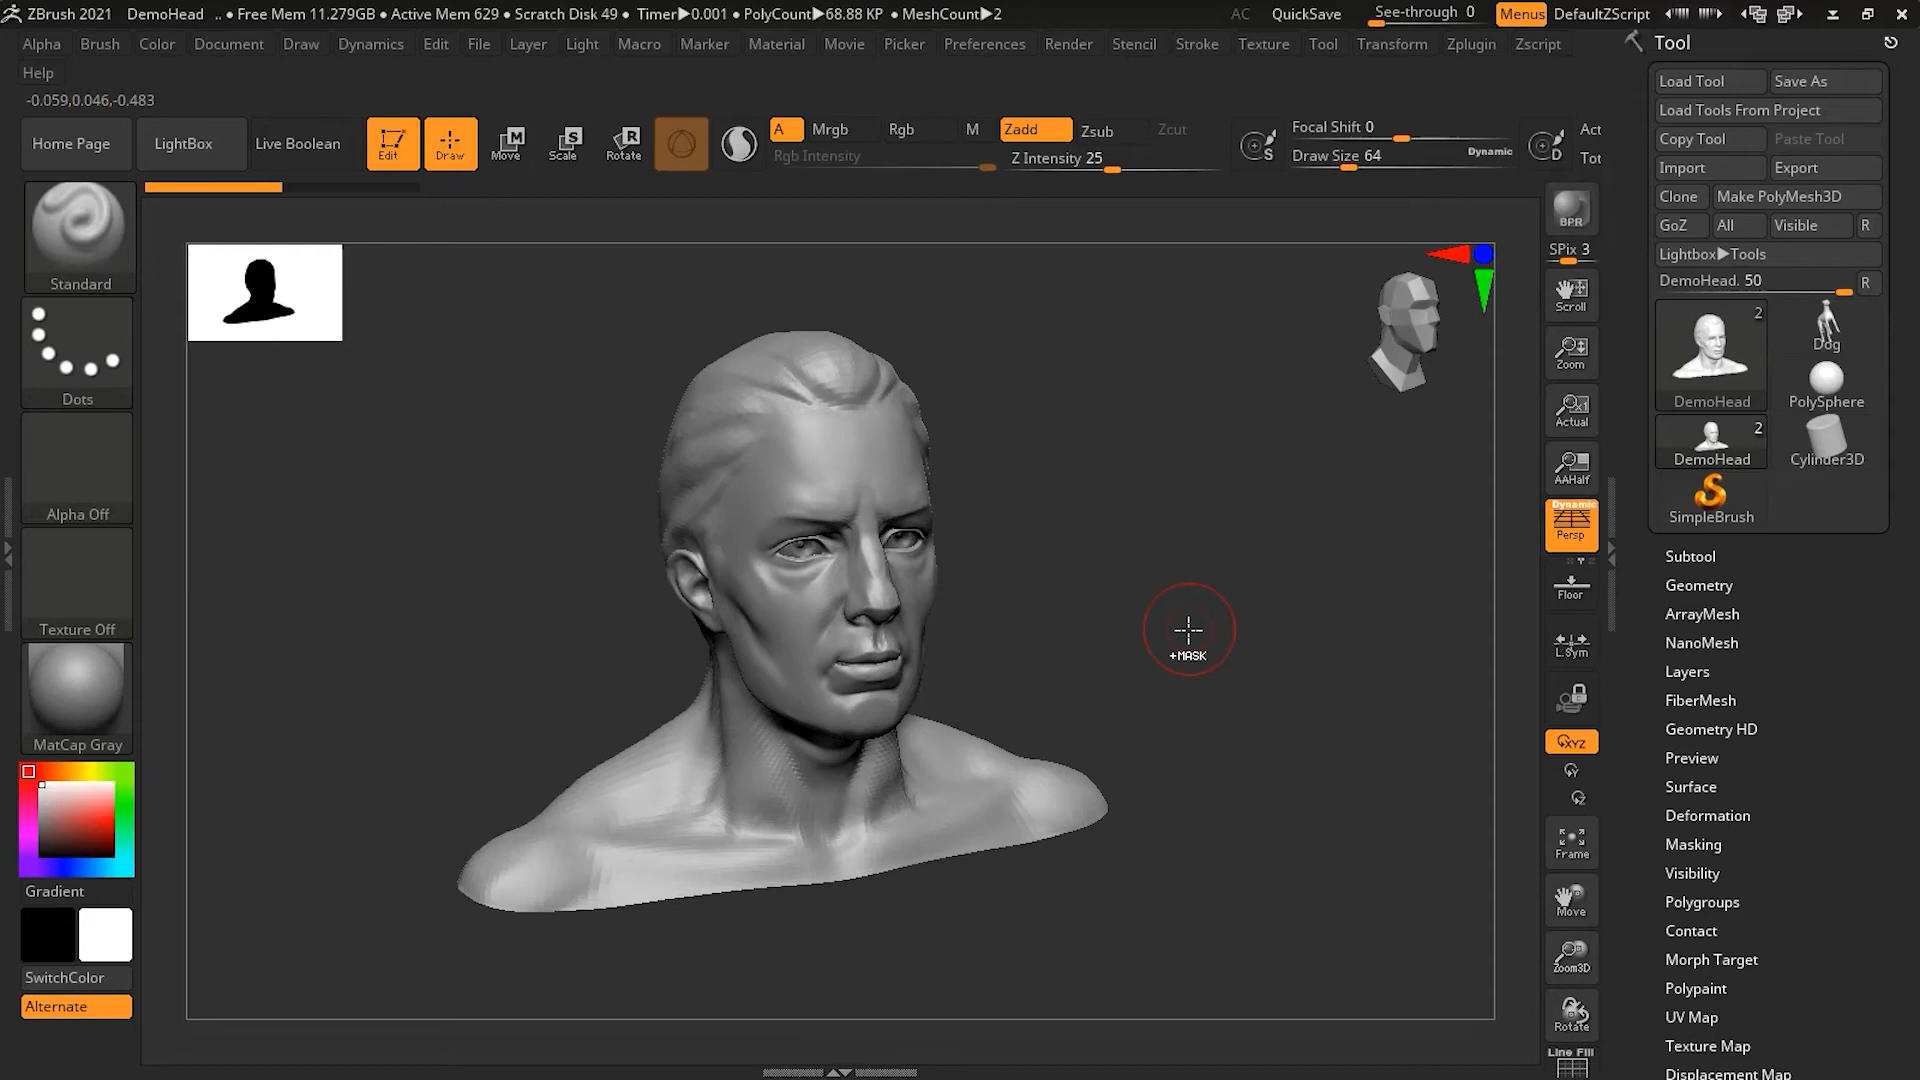 ZBrush 2021 DemoHead .. • Free Mem 11.279GB • Active Mem 629 • Scratch Disk 49 • Timer▶0.001 • PolyCount▶68.88 KP • MeshCount▶2 AC QuickSave See-through 0 Menus DefaultZScript
Alpha Brush Color Document Draw Dynamics Edit File Layer Light Macro Marker Material Movie Picker Preferences Render Stencil Stroke Texture Tool Transform Zplugin Zscript
Help
-0.059,0.046,-0.483
Home Page LightBox Live Boolean Edit Draw Move Scale Rotate
M S R
A Mrgb Rgb M Zadd Zsub Zcut
Rgb Intensity Z Intensity 25
S Focal Shift 0
Draw Size 64 Dynamic
D Act
Tot
Standard
Dots
Alpha Off
Texture Off
MatCap Gray
Gradient
SwitchColor
Alternate
+MASK
BPR
SPix 3
Scroll
Zoom
Actual
AAHalf
Dynamic
Persp
Floor
L.Sym
XYZ
Y
Z
Frame
Move
Zoom3D
Rotate
Line Fill
Tool
Load Tool Save As
Load Tools From Project
Copy Tool Paste Tool
Import Export
Clone Make PolyMesh3D
GoZ All Visible R
Lightbox▶Tools
DemoHead. 50 R
2
DemoHead
Dog
PolySphere
2
DemoHead
Cylinder3D
SimpleBrush
Subtool
Geometry
ArrayMesh
NanoMesh
Layers
FiberMesh
Geometry HD
Preview
Surface
Deformation
Masking
Visibility
Polygroups
Contact
Morph Target
Polypaint
UV Map
Texture Map
Displacement Map